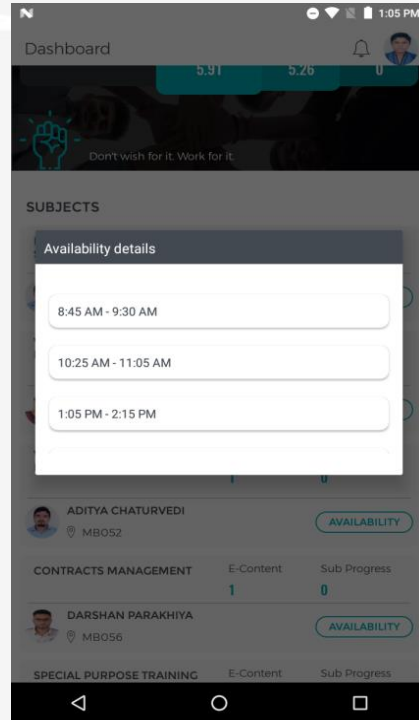 1:05 PM
Dashboard
5.91 5.26 0
Don't wish for it. Work for it.
SUBJECTS
Availability details
8:45 AM - 9:30 AM
10:25 AM - 11:05 AM
1:05 PM - 2:15 PM
1 0
ADITYA CHATURVEDI
MB052
AVAILABILITY
CONTRACTS MANAGEMENT E-Content Sub Progress
1 0
DARSHAN PARAKHIYA
MB056
AVAILABILITY
SPECIAL PURPOSE TRAINING E-Content Sub Progress